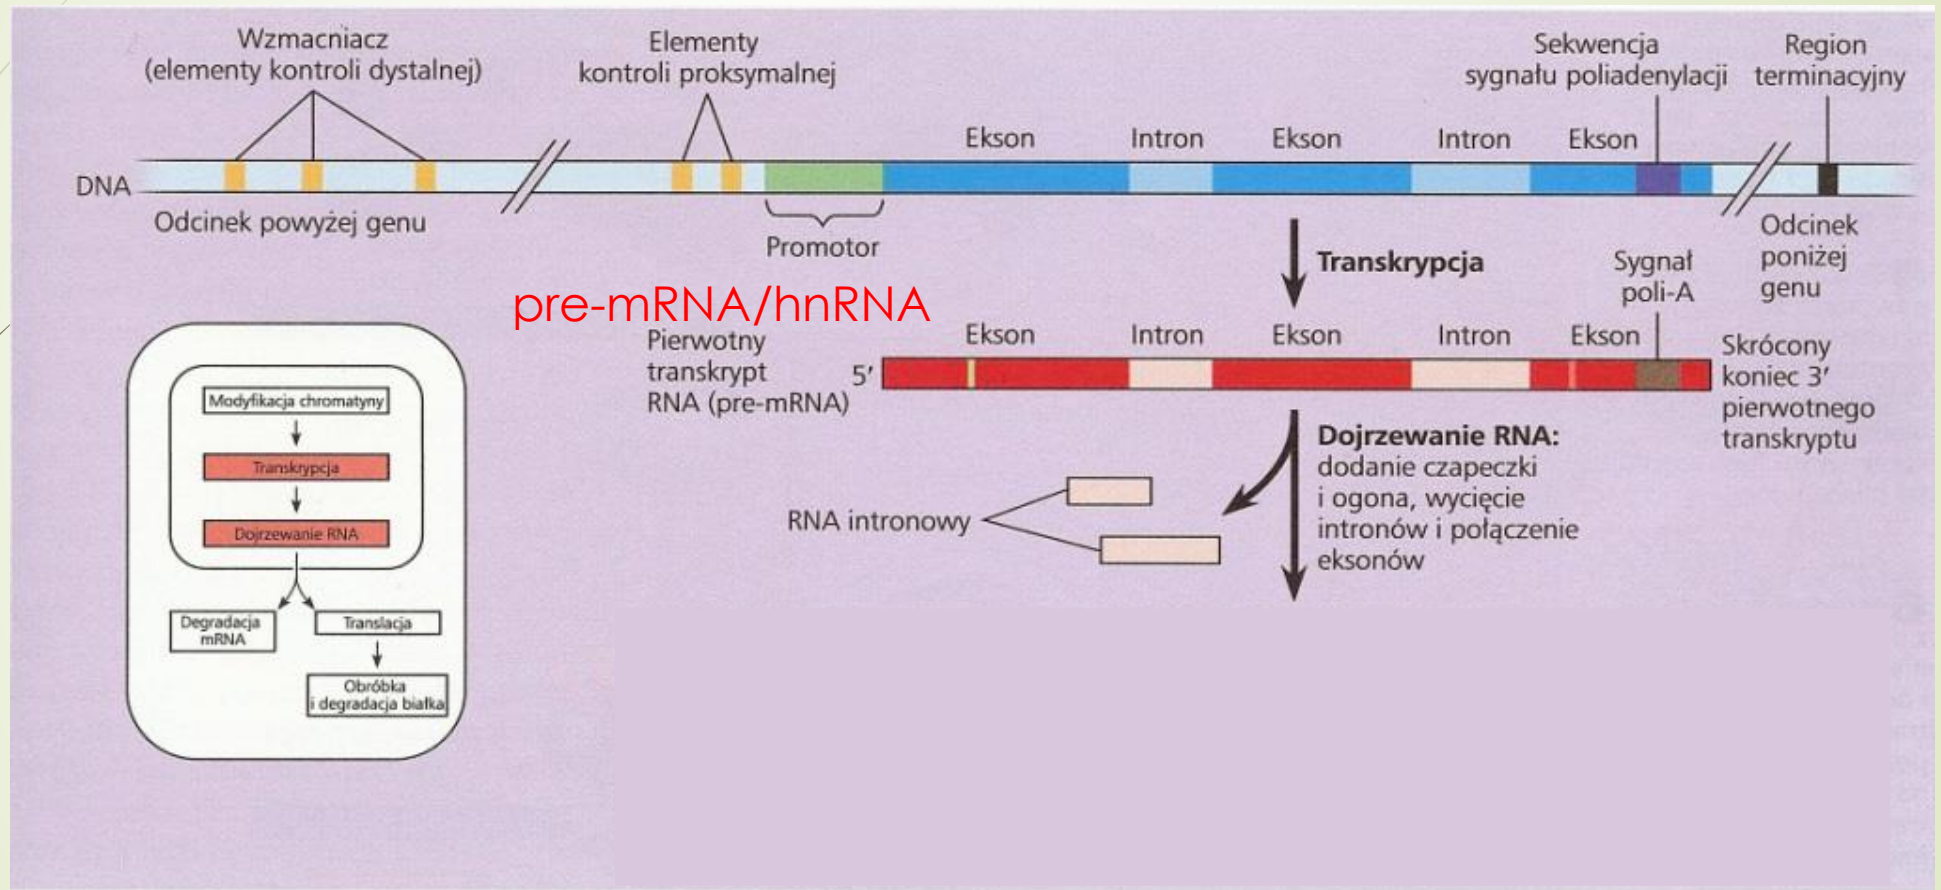 Wzmacniacz
(elementy kontroli dystalnej)
Elementy
kontroli proksymalnej
Sekwencja
sygnału poliadenylacji
Region
terminacyjny
Ekson
Intron
Ekson
Intron
Ekson
DNA
Odcinek powyżej genu
Promotor
Transkrypcja
Sygnał
poli-A
Odcinek
poniżej
genu
pre-mRNA/hnRNA
Pierwotny
transkrypt
RNA (pre-mRNA)
5′
Ekson
Intron
Ekson
Intron
Ekson
Skrócony
koniec 3′
pierwotnego
transkryptu
Dojrzewanie RNA:
dodanie czapeczki
i ogona, wycięcie
intronów i połączenie
eksonów
RNA intronowy
Modyfikacja chromatyny
Transkrypcja
Dojrzewanie RNA
Degradacja
mRNA
Translacja
Obróbka
i degradacja białka